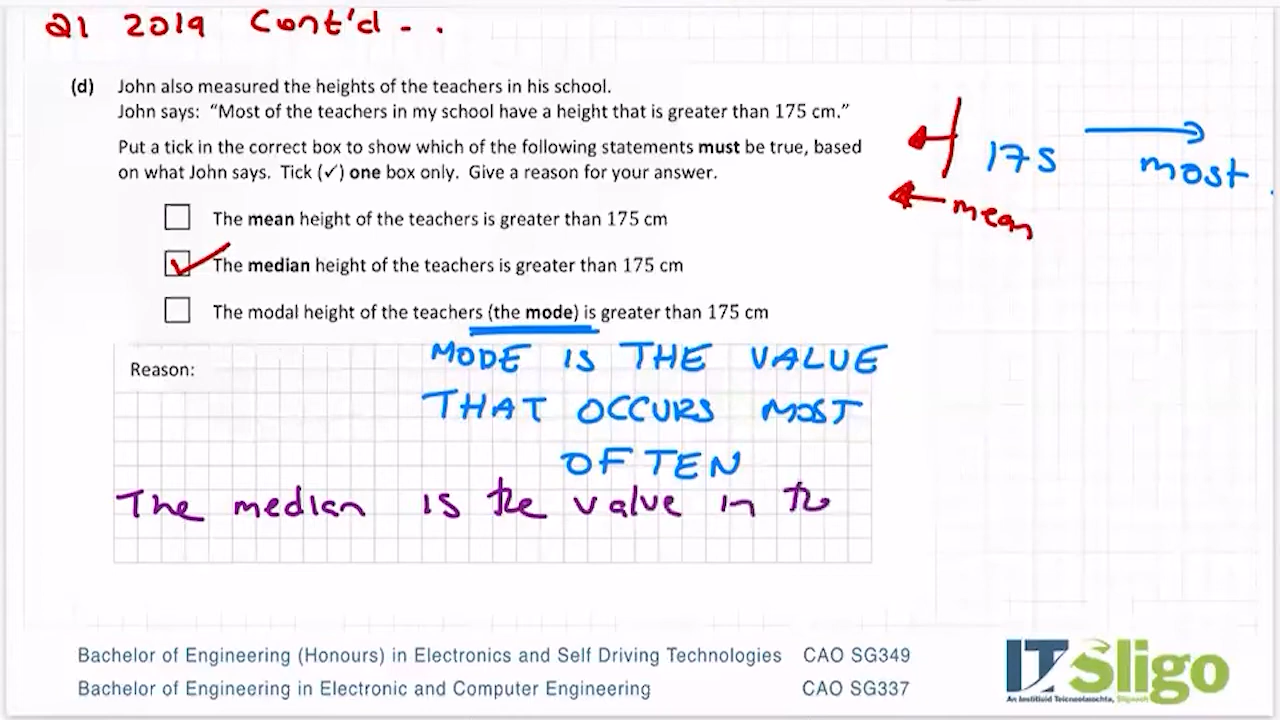 Q1 2019 Cont'd - .
(d) John also measured the heights of the teachers in his school.
John says: “Most of the teachers in my school have a height that is greater than 175 cm.”
Put a tick in the correct box to show which of the following statements must be true, based
on what John says. Tick (✓) one box only. Give a reason for your answer.
175
most
mean
The mean height of the teachers is greater than 175 cm
The median height of the teachers is greater than 175 cm
The modal height of the teachers (the mode) is greater than 175 cm
Reason:
MODE IS THE VALUE
THAT OCCURS MOST
OFTEN
The median is the value in the
Bachelor of Engineering (Honours) in Electronics and Self Driving Technologies CAO SG349
Bachelor of Engineering in Electronic and Computer Engineering CAO SG337
IT Sligo
An Institiúid Teicneolaíochta, Sligeach